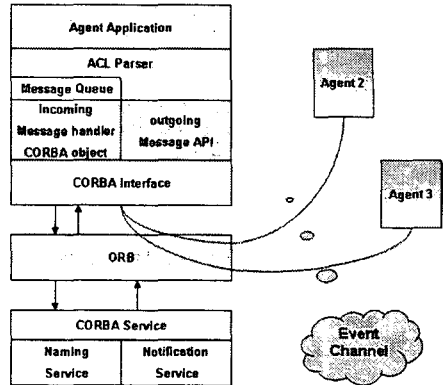 Agent Application
ACL Parser
Message Queue
Incoming
Message handler
CORBA object
outgoing
Message API
CORBA Interface
ORB
CORBA Service
Naming
Service
Notification
Service
Agent 2
Agent 3
Event
Channel